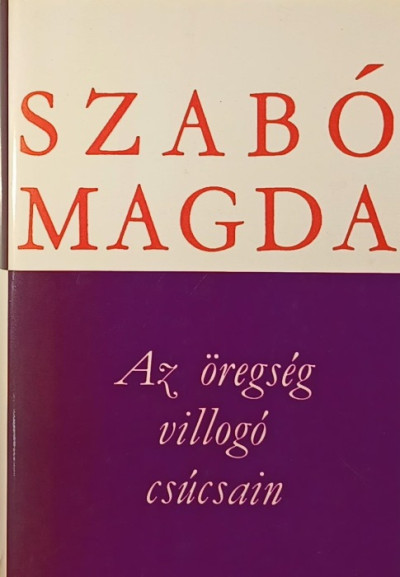 SZABÓ
MAGDA
Az öregség
villogó
csúcsain